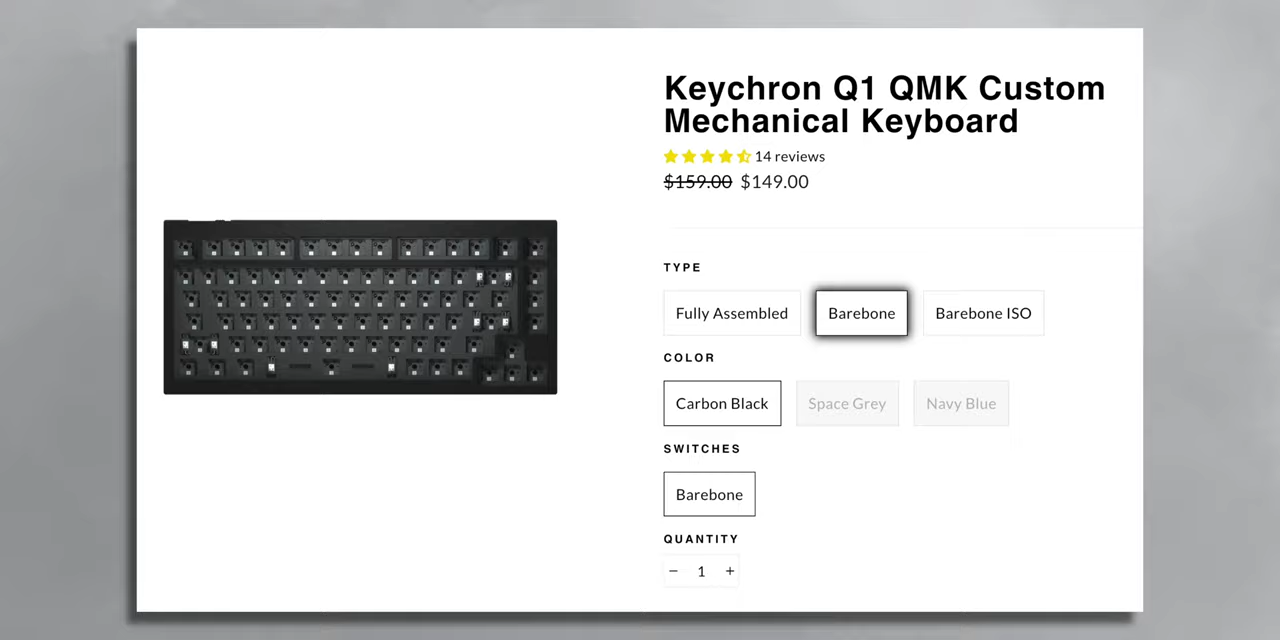 Keychron Q1 QMK Custom
Mechanical Keyboard
14 reviews
$159.00 $149.00
TYPE
Fully Assembled Barebone Barebone ISO
COLOR
Carbon Black Space Grey Navy Blue
SWITCHES
Barebone
QUANTITY
− 1 +